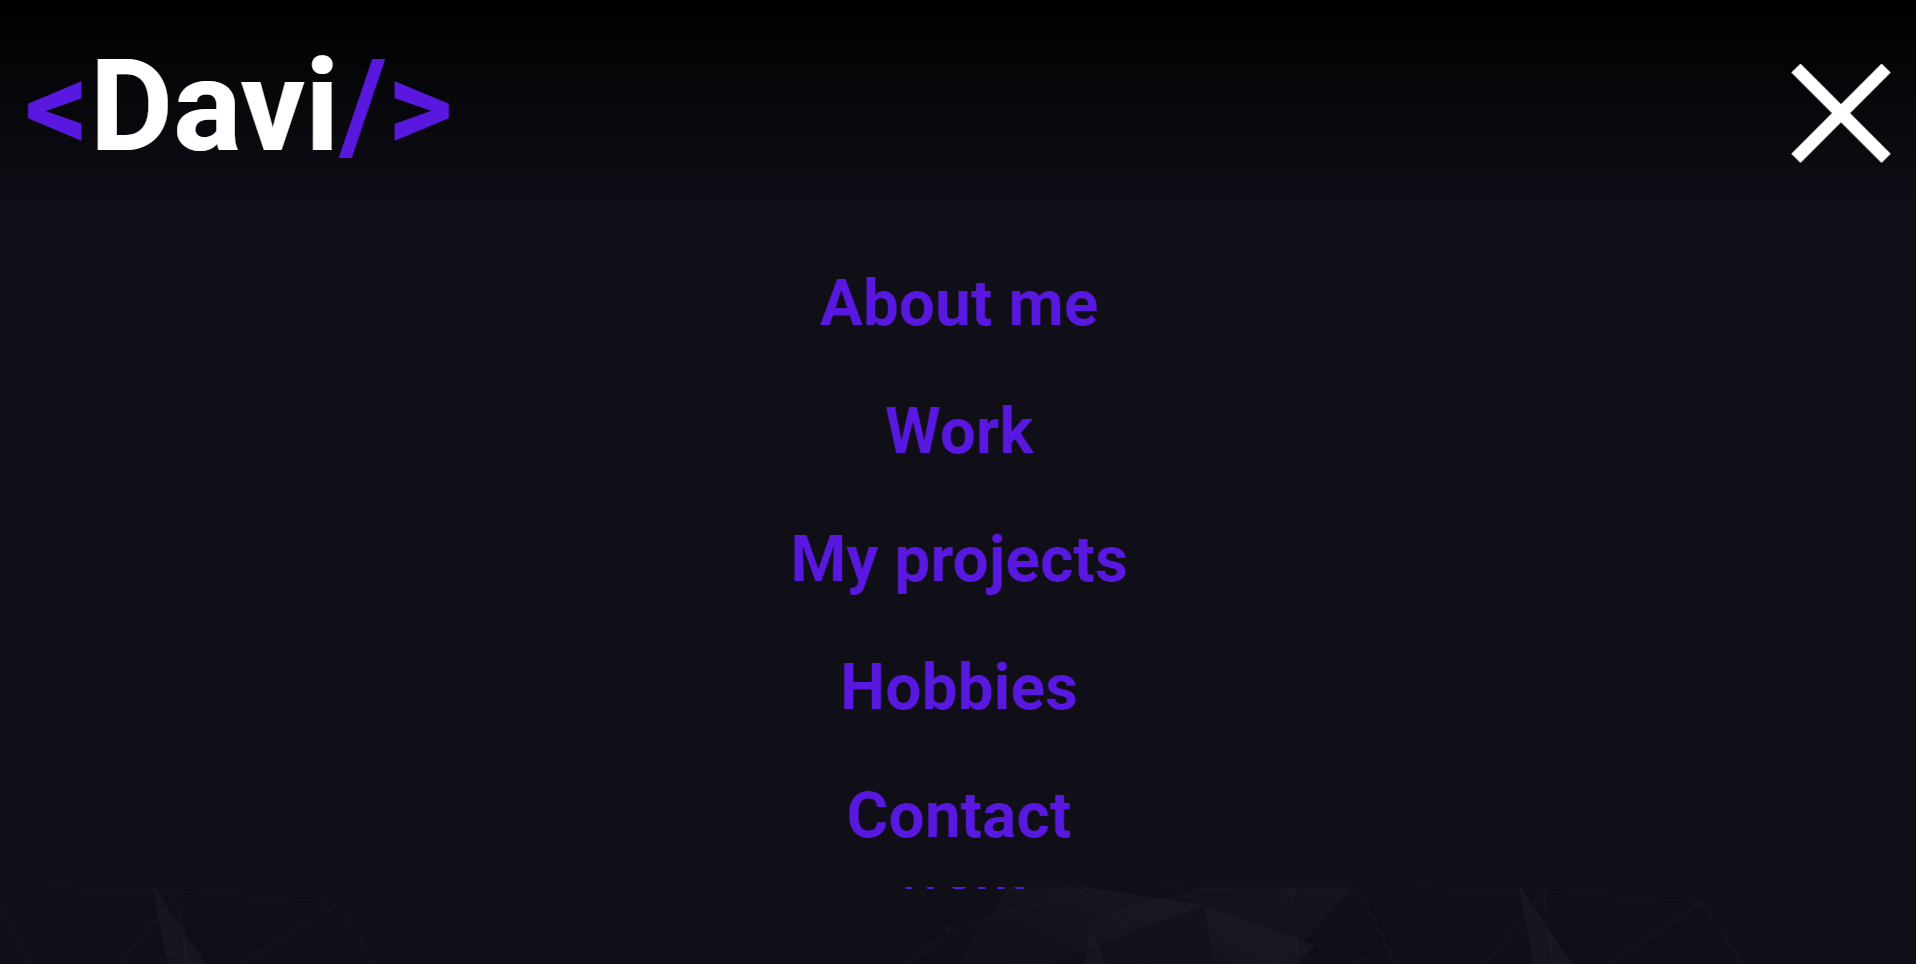 <Davi/>
About me
Work
My projects
Hobbies
Contact